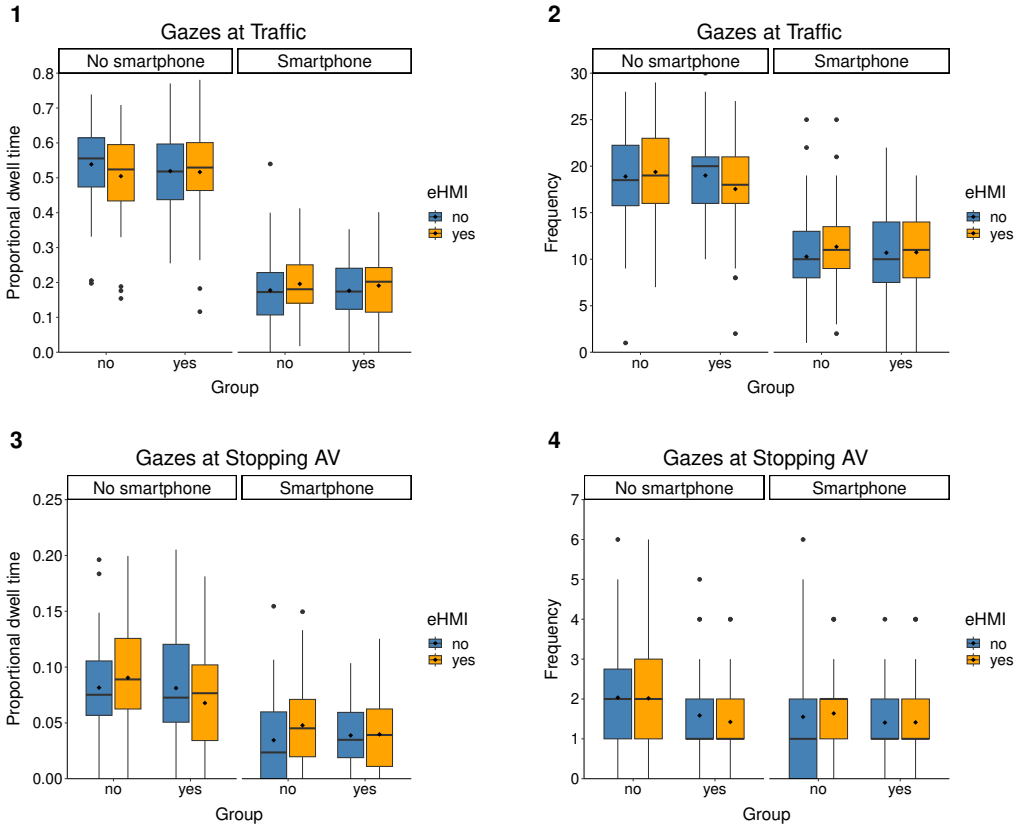 1
Gazes at Traffic
No smartphone Smartphone
Proportional dwell time
0.8
0.7
0.6
0.5
0.4
0.3
0.2
0.1
0.0
no yes no yes
Group
eHMI
no
yes
2
Gazes at Traffic
No smartphone Smartphone
Frequency
30
25
20
15
10
5
0
no yes no yes
Group
eHMI
no
yes
3
Gazes at Stopping AV
No smartphone Smartphone
Proportional dwell time
0.25
0.20
0.15
0.10
0.05
0.00
no yes no yes
Group
eHMI
no
yes
4
Gazes at Stopping AV
No smartphone Smartphone
Frequency
7
6
5
4
3
2
1
0
no yes no yes
Group
eHMI
no
yes